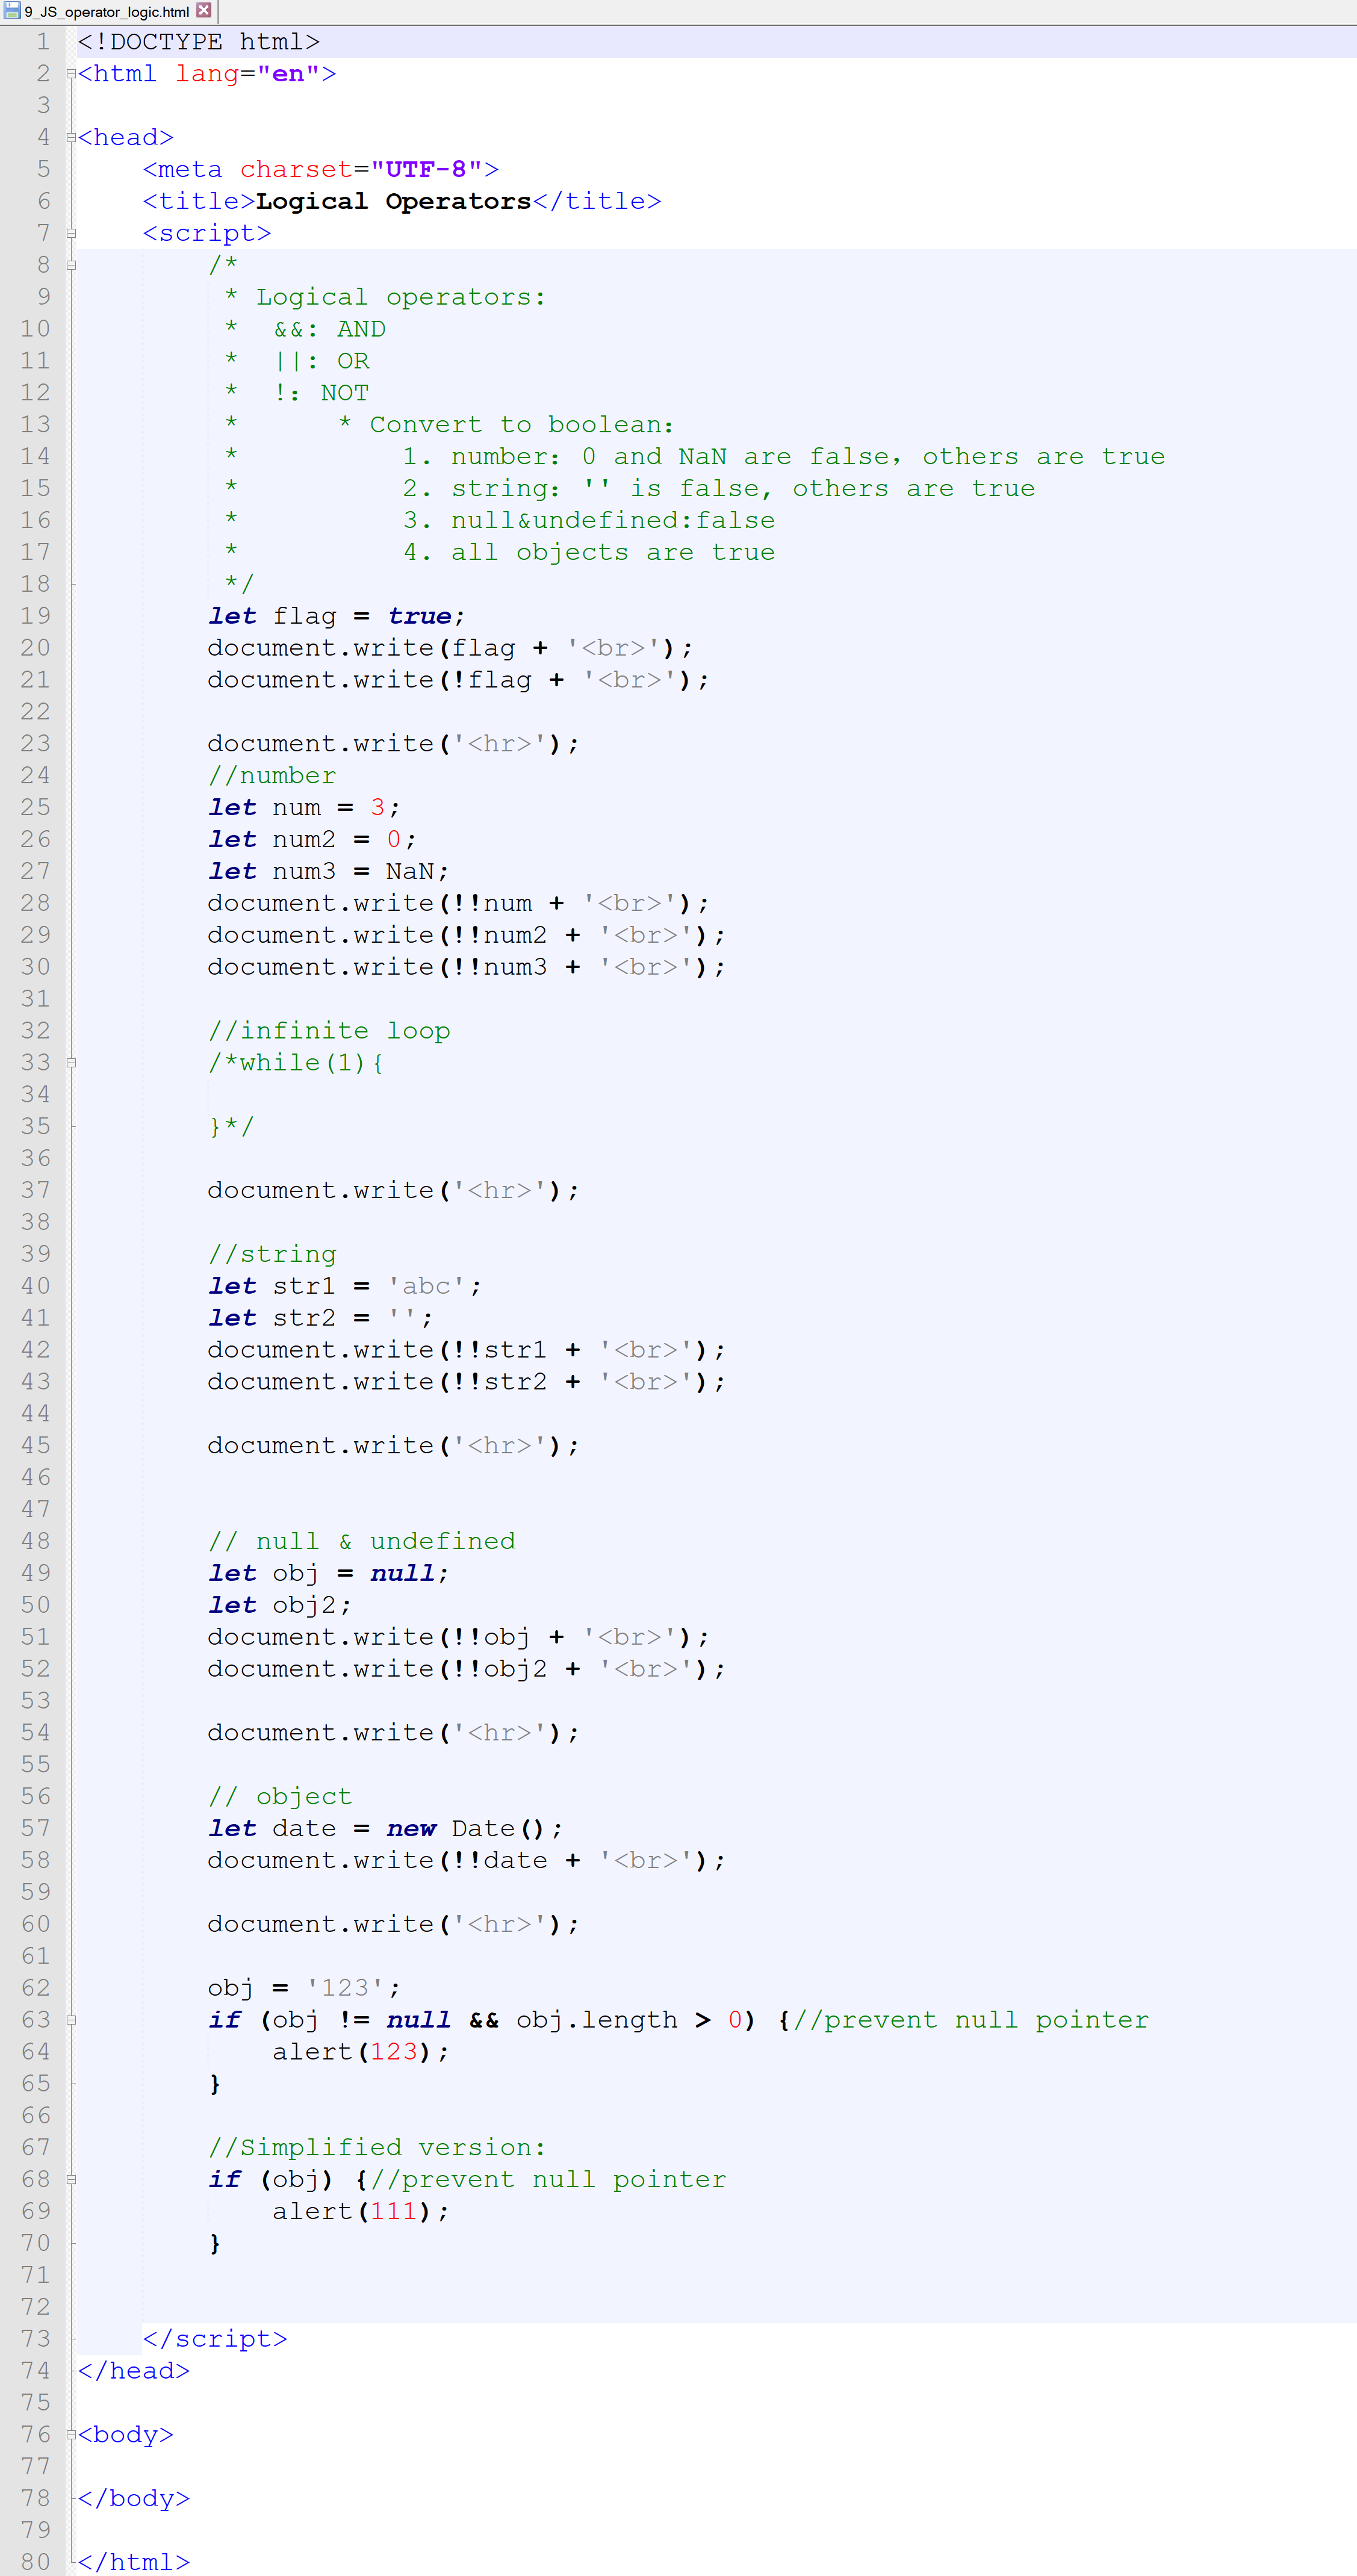 9_JS_operator_logic.html
1 <!DOCTYPE html>
2 <html lang="en">
3
4 <head>
5     <meta charset="UTF-8">
6     <title>Logical Operators</title>
7     <script>
8         /*
9          * Logical operators:
10          *  &&: AND
11          *  ||: OR
12          *  !: NOT
13          *      * Convert to boolean:
14          *          1. number: 0 and NaN are false, others are true
15          *          2. string: '' is false, others are true
16          *          3. null&undefined:false
17          *          4. all objects are true
18          */
19         let flag = true;
20         document.write(flag + '<br>');
21         document.write(!flag + '<br>');
22
23         document.write('<hr>');
24         //number
25         let num = 3;
26         let num2 = 0;
27         let num3 = NaN;
28         document.write(!!num + '<br>');
29         document.write(!!num2 + '<br>');
30         document.write(!!num3 + '<br>');
31
32         //infinite loop
33         /*while(1){
34
35         }*/
36
37         document.write('<hr>');
38
39         //string
40         let str1 = 'abc';
41         let str2 = '';
42         document.write(!!str1 + '<br>');
43         document.write(!!str2 + '<br>');
44
45         document.write('<hr>');
46
47
48         // null & undefined
49         let obj = null;
50         let obj2;
51         document.write(!!obj + '<br>');
52         document.write(!!obj2 + '<br>');
53
54         document.write('<hr>');
55
56         // object
57         let date = new Date();
58         document.write(!!date + '<br>');
59
60         document.write('<hr>');
61
62         obj = '123';
63         if (obj != null && obj.length > 0) {//prevent null pointer
64             alert(123);
65         }
66
67         //Simplified version:
68         if (obj) {//prevent null pointer
69             alert(111);
70         }
71
72
73     </script>
74 </head>
75
76 <body>
77
78 </body>
79
80 </html>